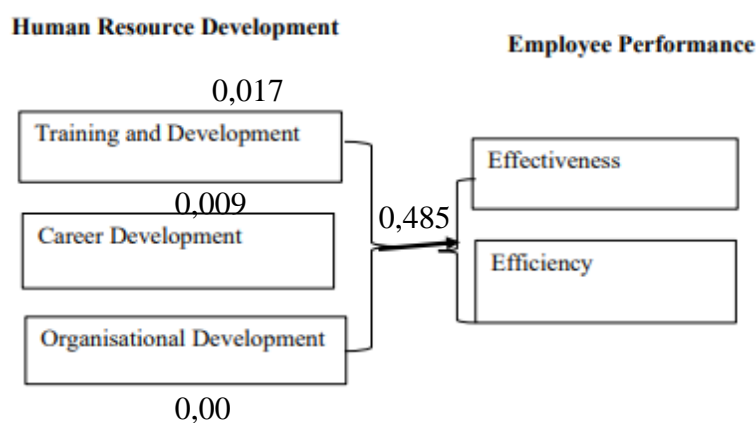 Human Resource Development
Employee Performance
0,017
Training and Development
Effectiveness
0,009
Career Development
0,485
Efficiency
Organisational Development
0,00